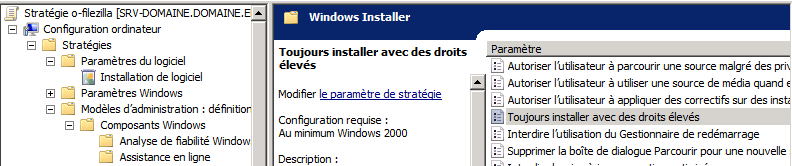 Stratégie o-filezilla [SRV-DOMAINE.DOMAINE.E
Configuration ordinateur
Stratégies
Paramètres du logiciel
Installation de logiciel
Paramètres Windows
Modèles d'administration : définition
Composants Windows
Analyse de fiabilité Window
Assistance en ligne
Windows Installer
Toujours installer avec des droits
élevés
Modifier le paramètre de stratégie
Configuration requise :
Au minimum Windows 2000
Description :
Paramètre
Autoriser l'utilisateur à parcourir une source malgré des priv
Autoriser l'utilisateur à utiliser une source de média quand e
Autoriser l'utilisateur à appliquer des correctifs sur des insta
Toujours installer avec des droits élevés
Interdire l'utilisation du Gestionnaire de redémarrage
Supprimer la boîte de dialogue Parcourir pour une nouvelle